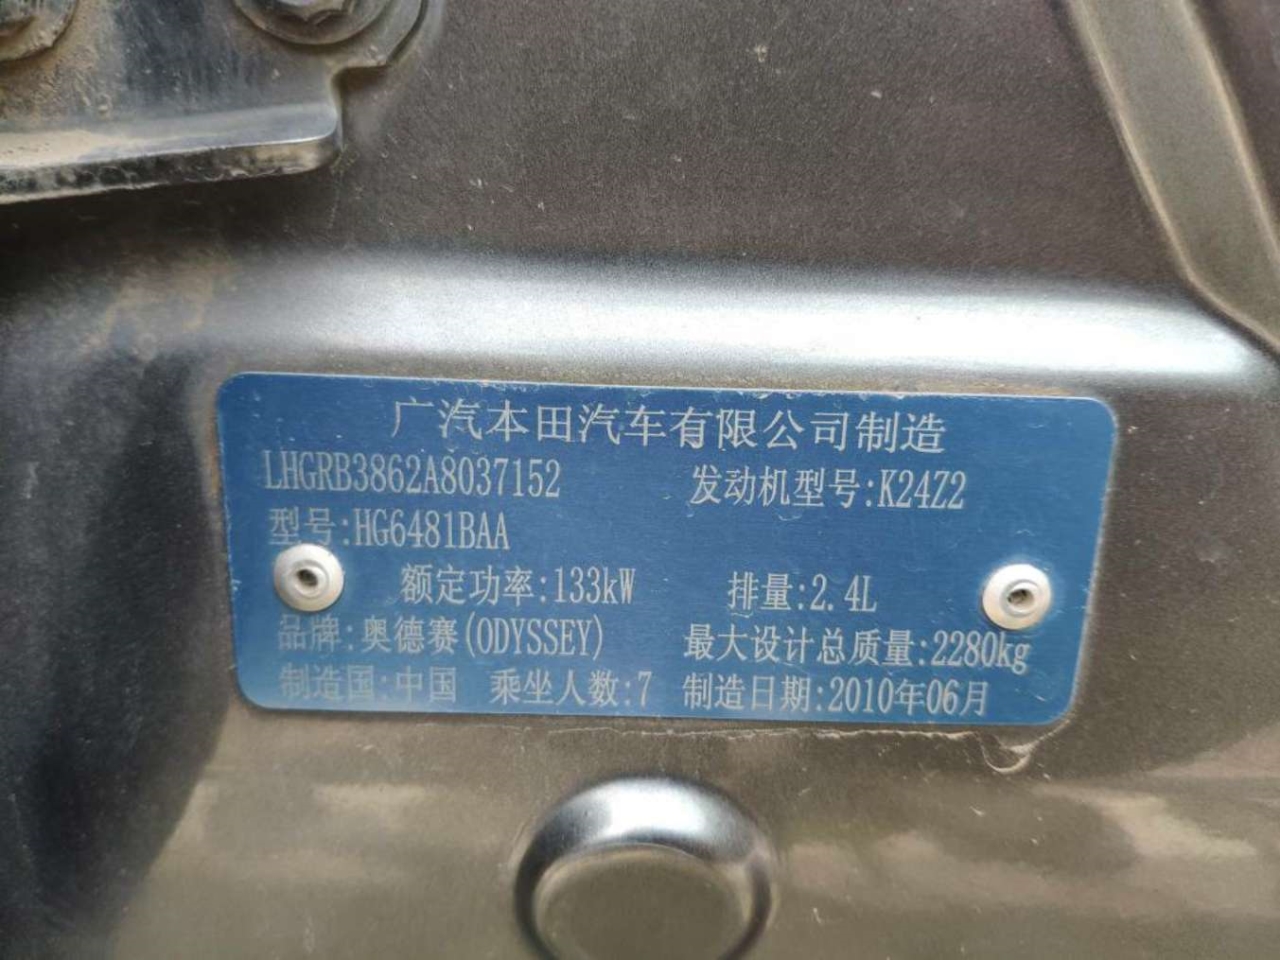 广汽本田汽车有限公司制造
LHGRB3862A8037152 发动机型号:K24Z2
型号:HG6481BAA
额定功率:133kW 排量:2.4L
品牌:奥德赛(ODYSSEY) 最大设计总质量:2280kg
制造国:中国 乘坐人数:7 制造日期:2010年06月